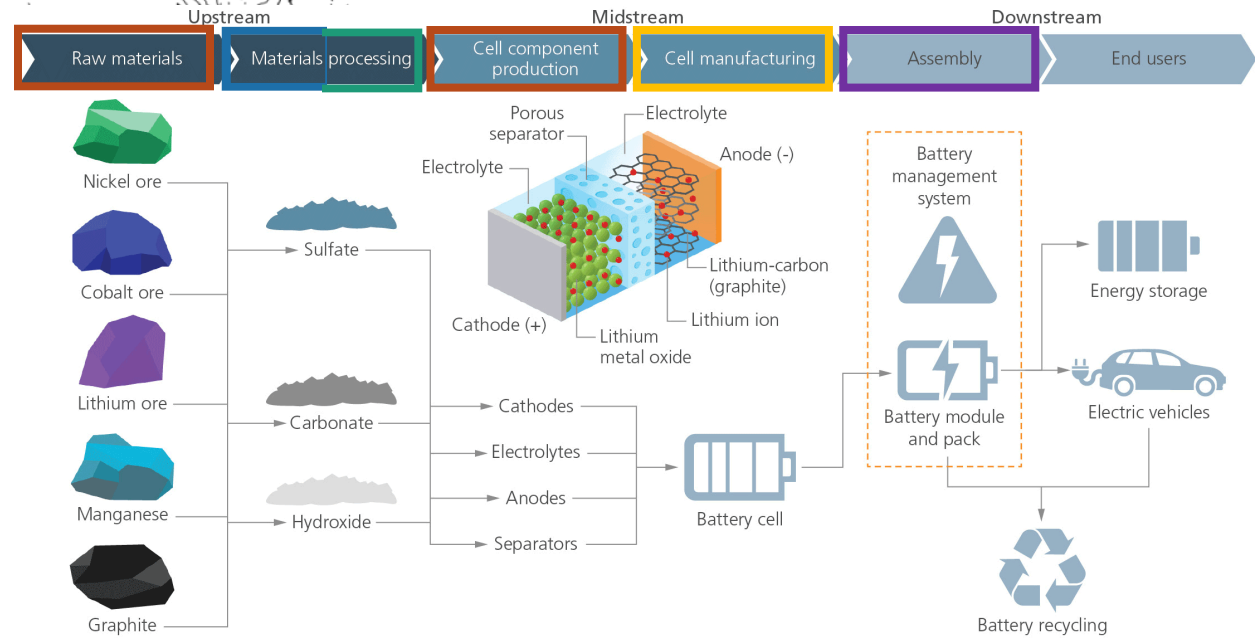 Upstream
Midstream
Downstream
Raw materials
Materials processing
Cell component
production
Cell manufacturing
Assembly
End users
Nickel ore
Cobalt ore
Lithium ore
Manganese
Graphite
Sulfate
Carbonate
Hydroxide
Porous
separator
Electrolyte
Electrolyte
Anode (-)
Cathode (+)
Lithium-carbon
(graphite)
Lithium ion
Lithium
metal oxide
Cathodes
Electrolytes
Anodes
Separators
Battery cell
Battery
management
system
Battery module
and pack
Energy storage
Electric vehicles
Battery recycling